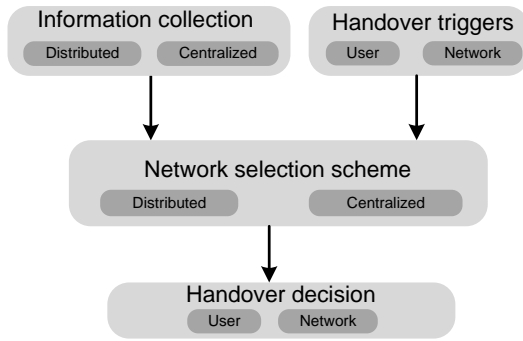 Information collection
Distributed Centralized
Handover triggers
User Network
Network selection scheme
Distributed Centralized
Handover decision
User Network